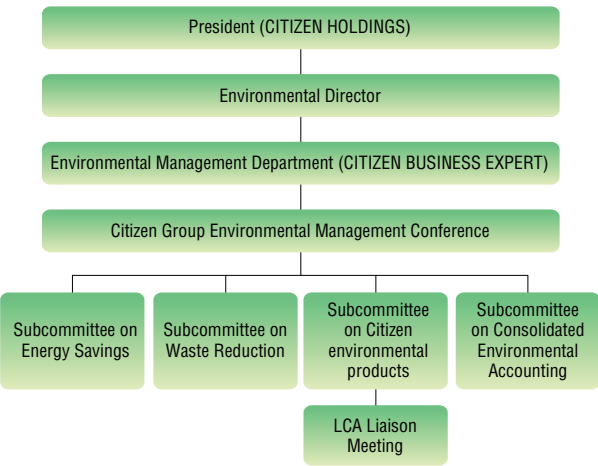 President (CITIZEN HOLDINGS)
Environmental Director
Environmental Management Department (CITIZEN BUSINESS EXPERT)
Citizen Group Environmental Management Conference
Subcommittee on
Energy Savings
Subcommittee on
Waste Reduction
Subcommittee
on Citizen
environmental
products
Subcommittee
on Consolidated
Environmental
Accounting
LCA Liaison
Meeting